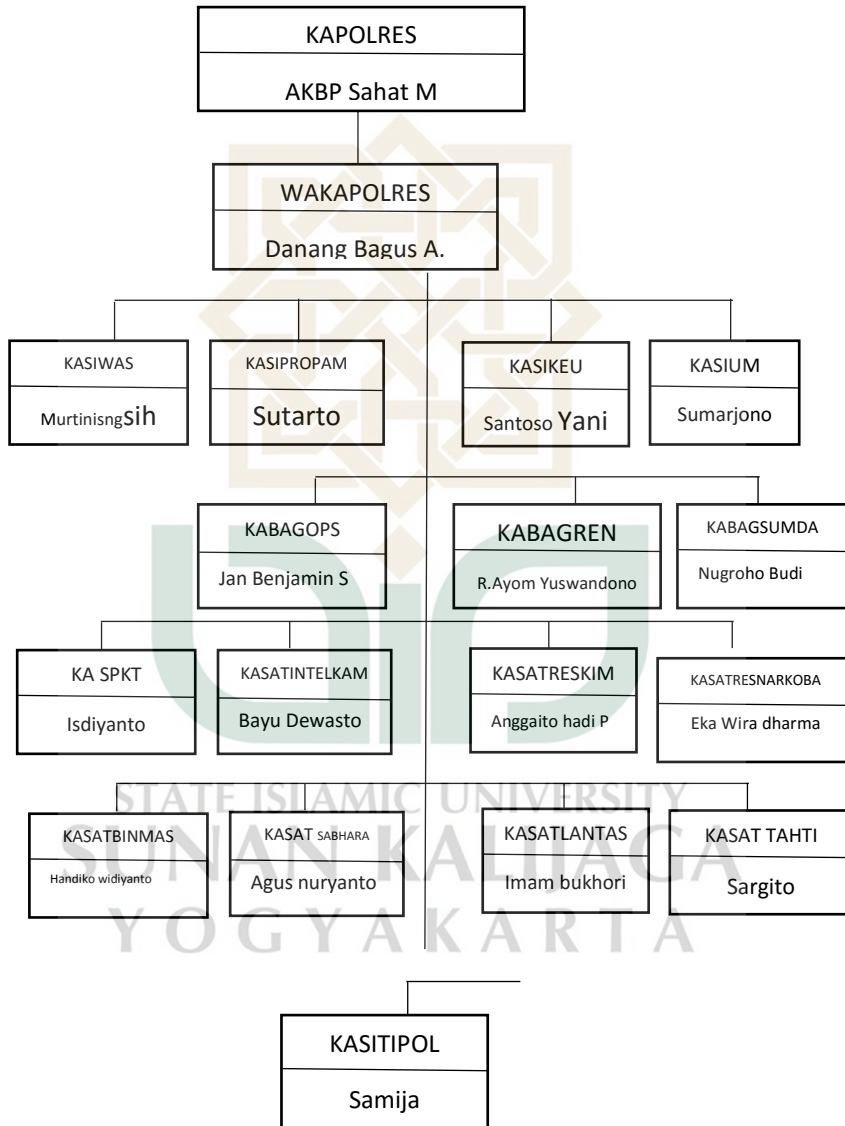 KAPOLRES
AKBP Sahat M
WAKAPOLRES
Danang Bagus A.
KASIWAS
Murtinisngsih
KASIPROPAM
Sutarto
KASIKEU
Santoso Yani
KASIUM
Sumarjono
KABAGOPS
Jan Benjamin S
KABAGREN
R.Ayom Yuswandono
KABAGSUMDA
Nugroho Budi
KA SPKT
Isdiyanto
KASATINTELKAM
Bayu Dewasto
KASATRESKIM
Anggaito hadi P
KASATRESNARKOBA
Eka Wira dharma
STATE ISLAMIC UNIVERSITY
SUNAN KALIJAGA
YOGYAKARTA
KASATBINMAS
Handiko widiyanto
KASAT SABHARA
Agus nuryanto
KASATLANTAS
Imam bukhori
KASAT TAHTI
Sargito
KASITIPOL
Samija